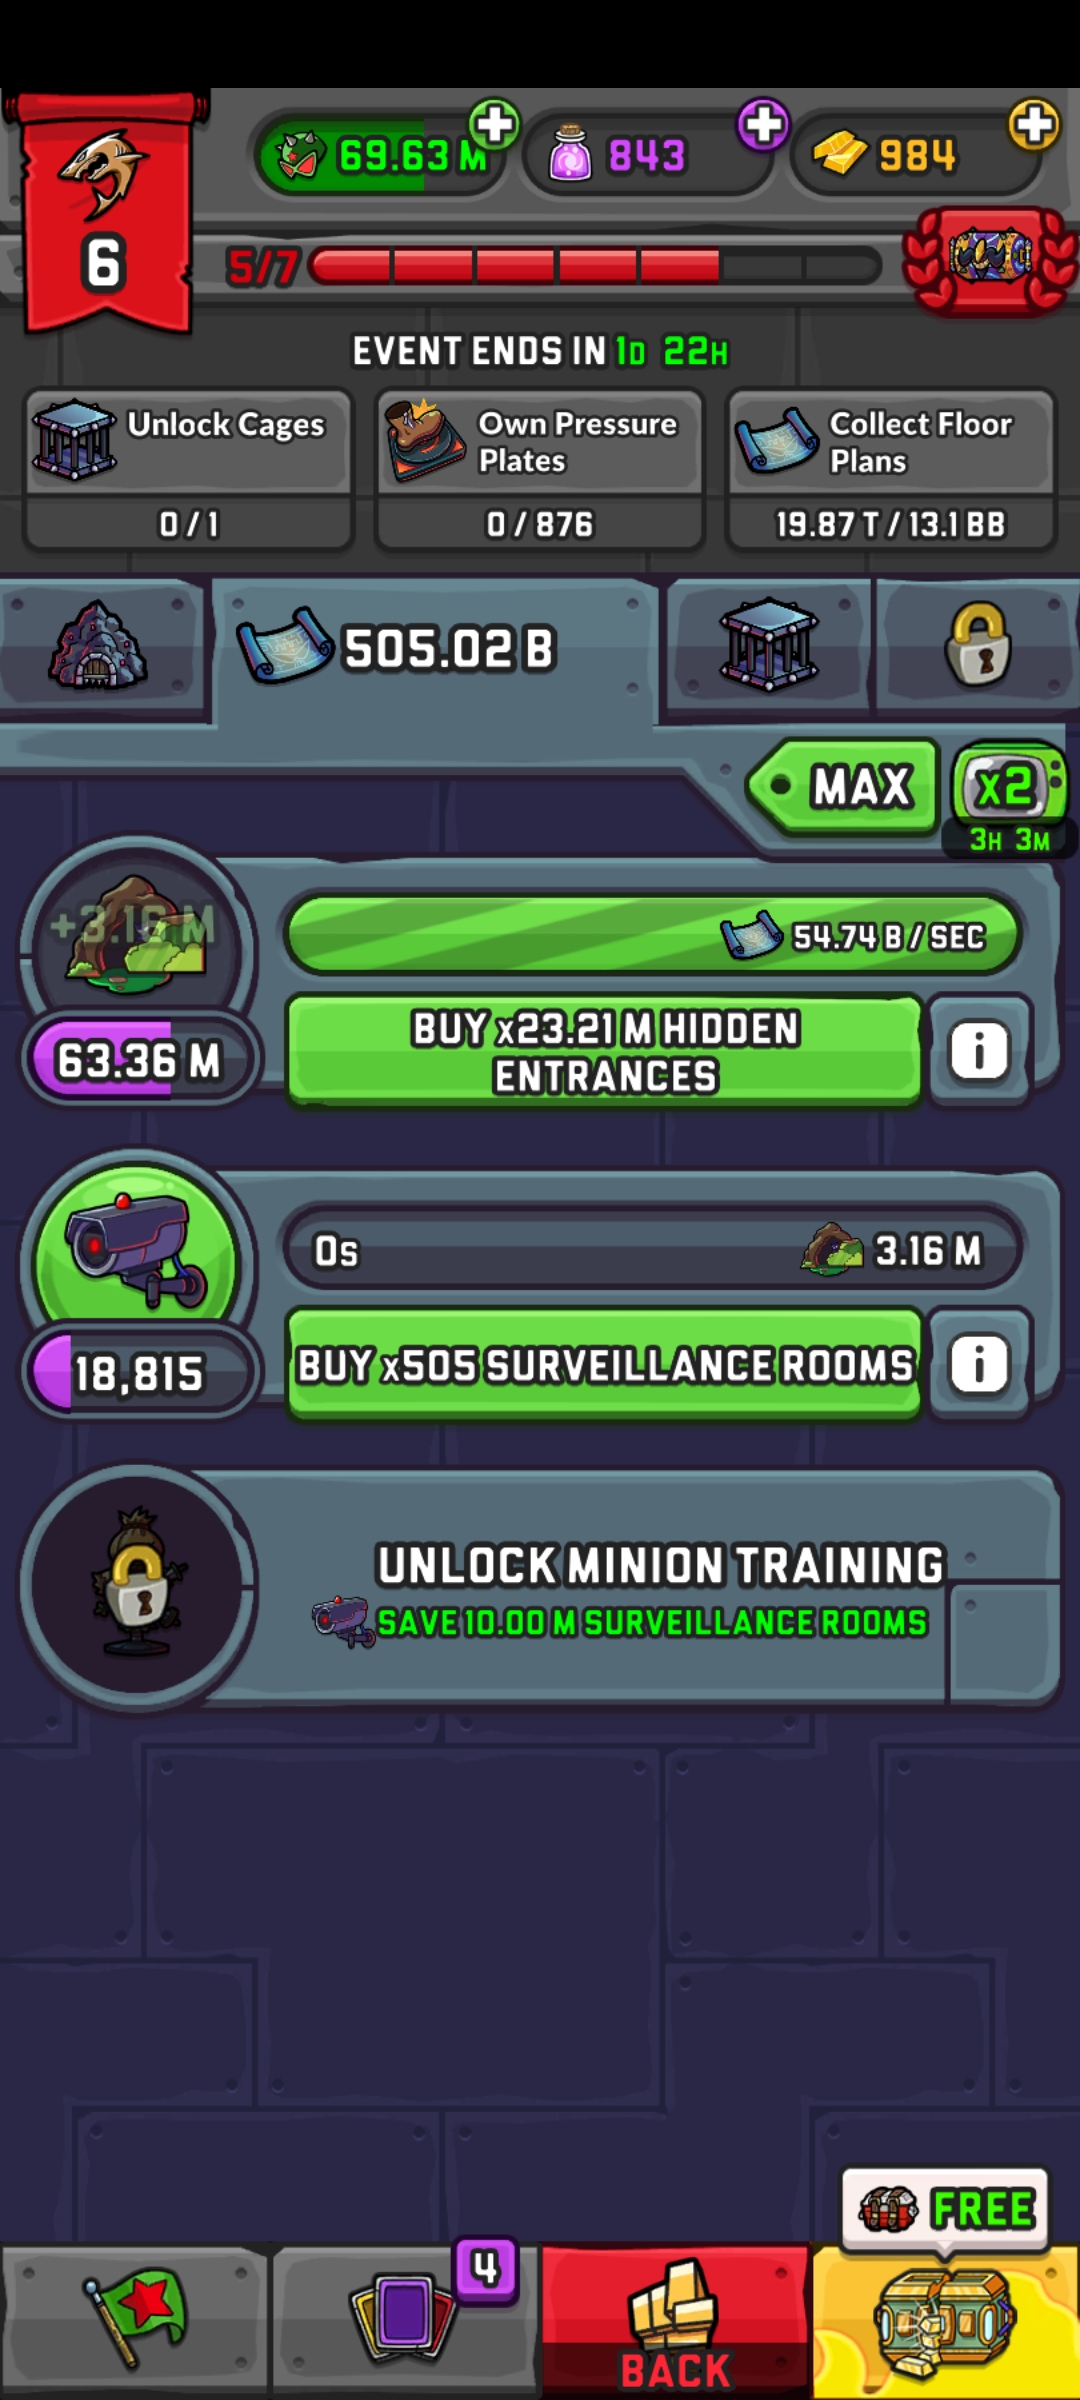 69.63 M
843
984
6
5/7
EVENT ENDS IN 1D 22H
Unlock Cages
0 / 1
Own Pressure
Plates
0 / 876
Collect Floor
Plans
19.87 T / 13.1 BB
505.02 B
MAX
x2
3H 3M
+3.16 M
54.74 B / SEC
63.36 M
BUY x23.21 M HIDDEN
ENTRANCES
i
0s
3.16 M
18,815
BUY x505 SURVEILLANCE ROOMS
i
UNLOCK MINION TRAINING
SAVE 10.00 M SURVEILLANCE ROOMS
FREE
4
BACK